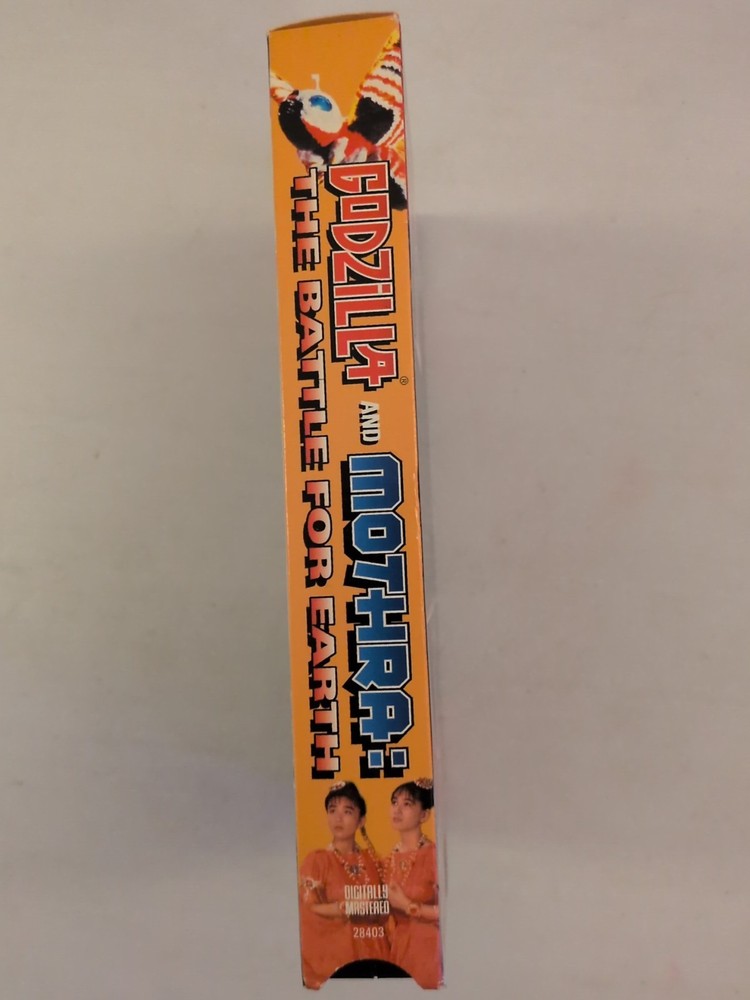 GODZILLA® AND MOTHRA:
THE BATTLE FOR EARTH
DIGITALLY
MASTERED
28403